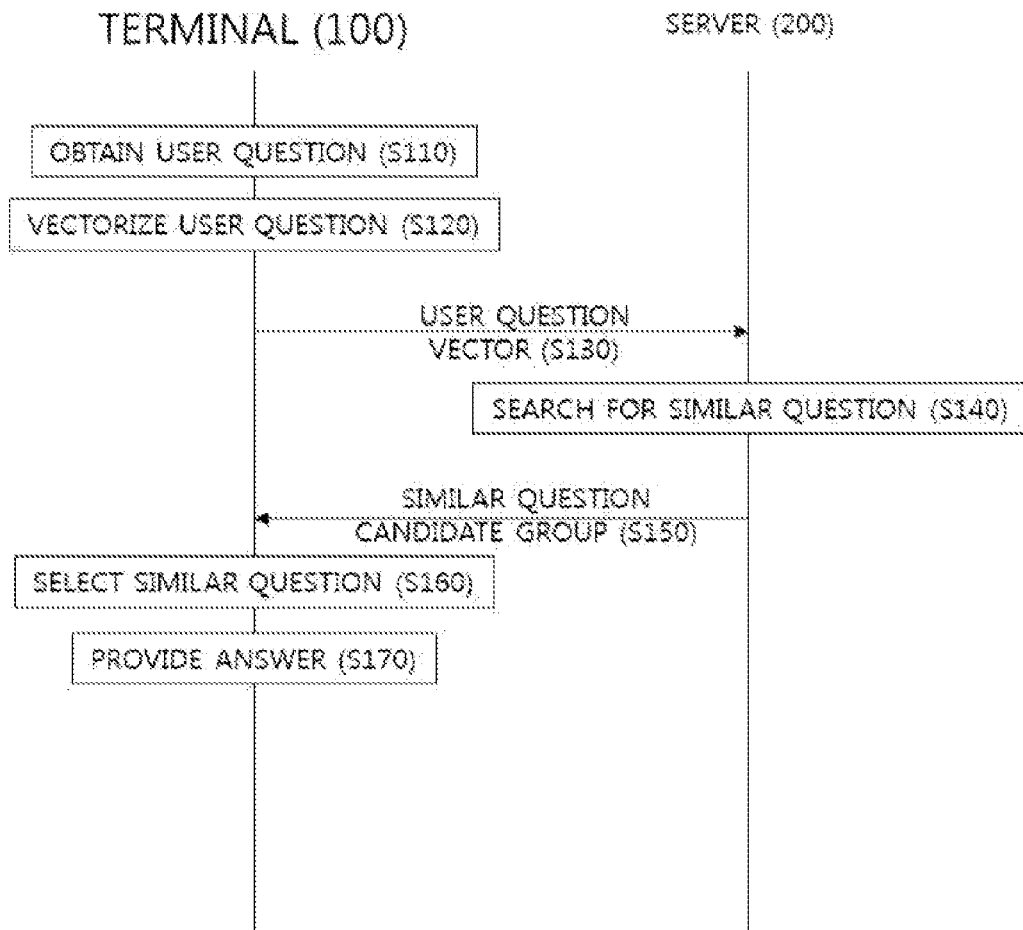 TERMINAL (100)
SERVER (200)
OBTAIN USER QUESTION (S110)
VECTORIZE USER QUESTION (S120)
USER QUESTION
VECTOR (S130)
SEARCH FOR SIMILAR QUESTION (S140)
SIMILAR QUESTION
CANDIDATE GROUP (S150)
SELECT SIMILAR QUESTION (S160)
PROVIDE ANSWER (S170)